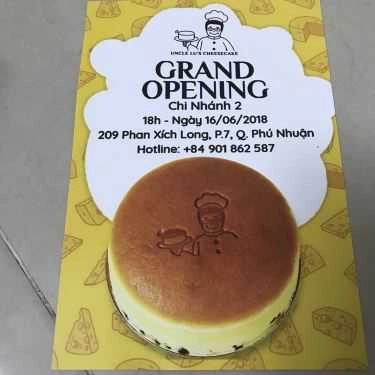 UNCLE LU'S CHEESECAKE
GRAND
OPENING
Chi Nhánh 2
18h - Ngày 16/06/2018
209 Phan Xích Long, P.7, Q. Phú Nhuận
Hotline: +84 901 862 587